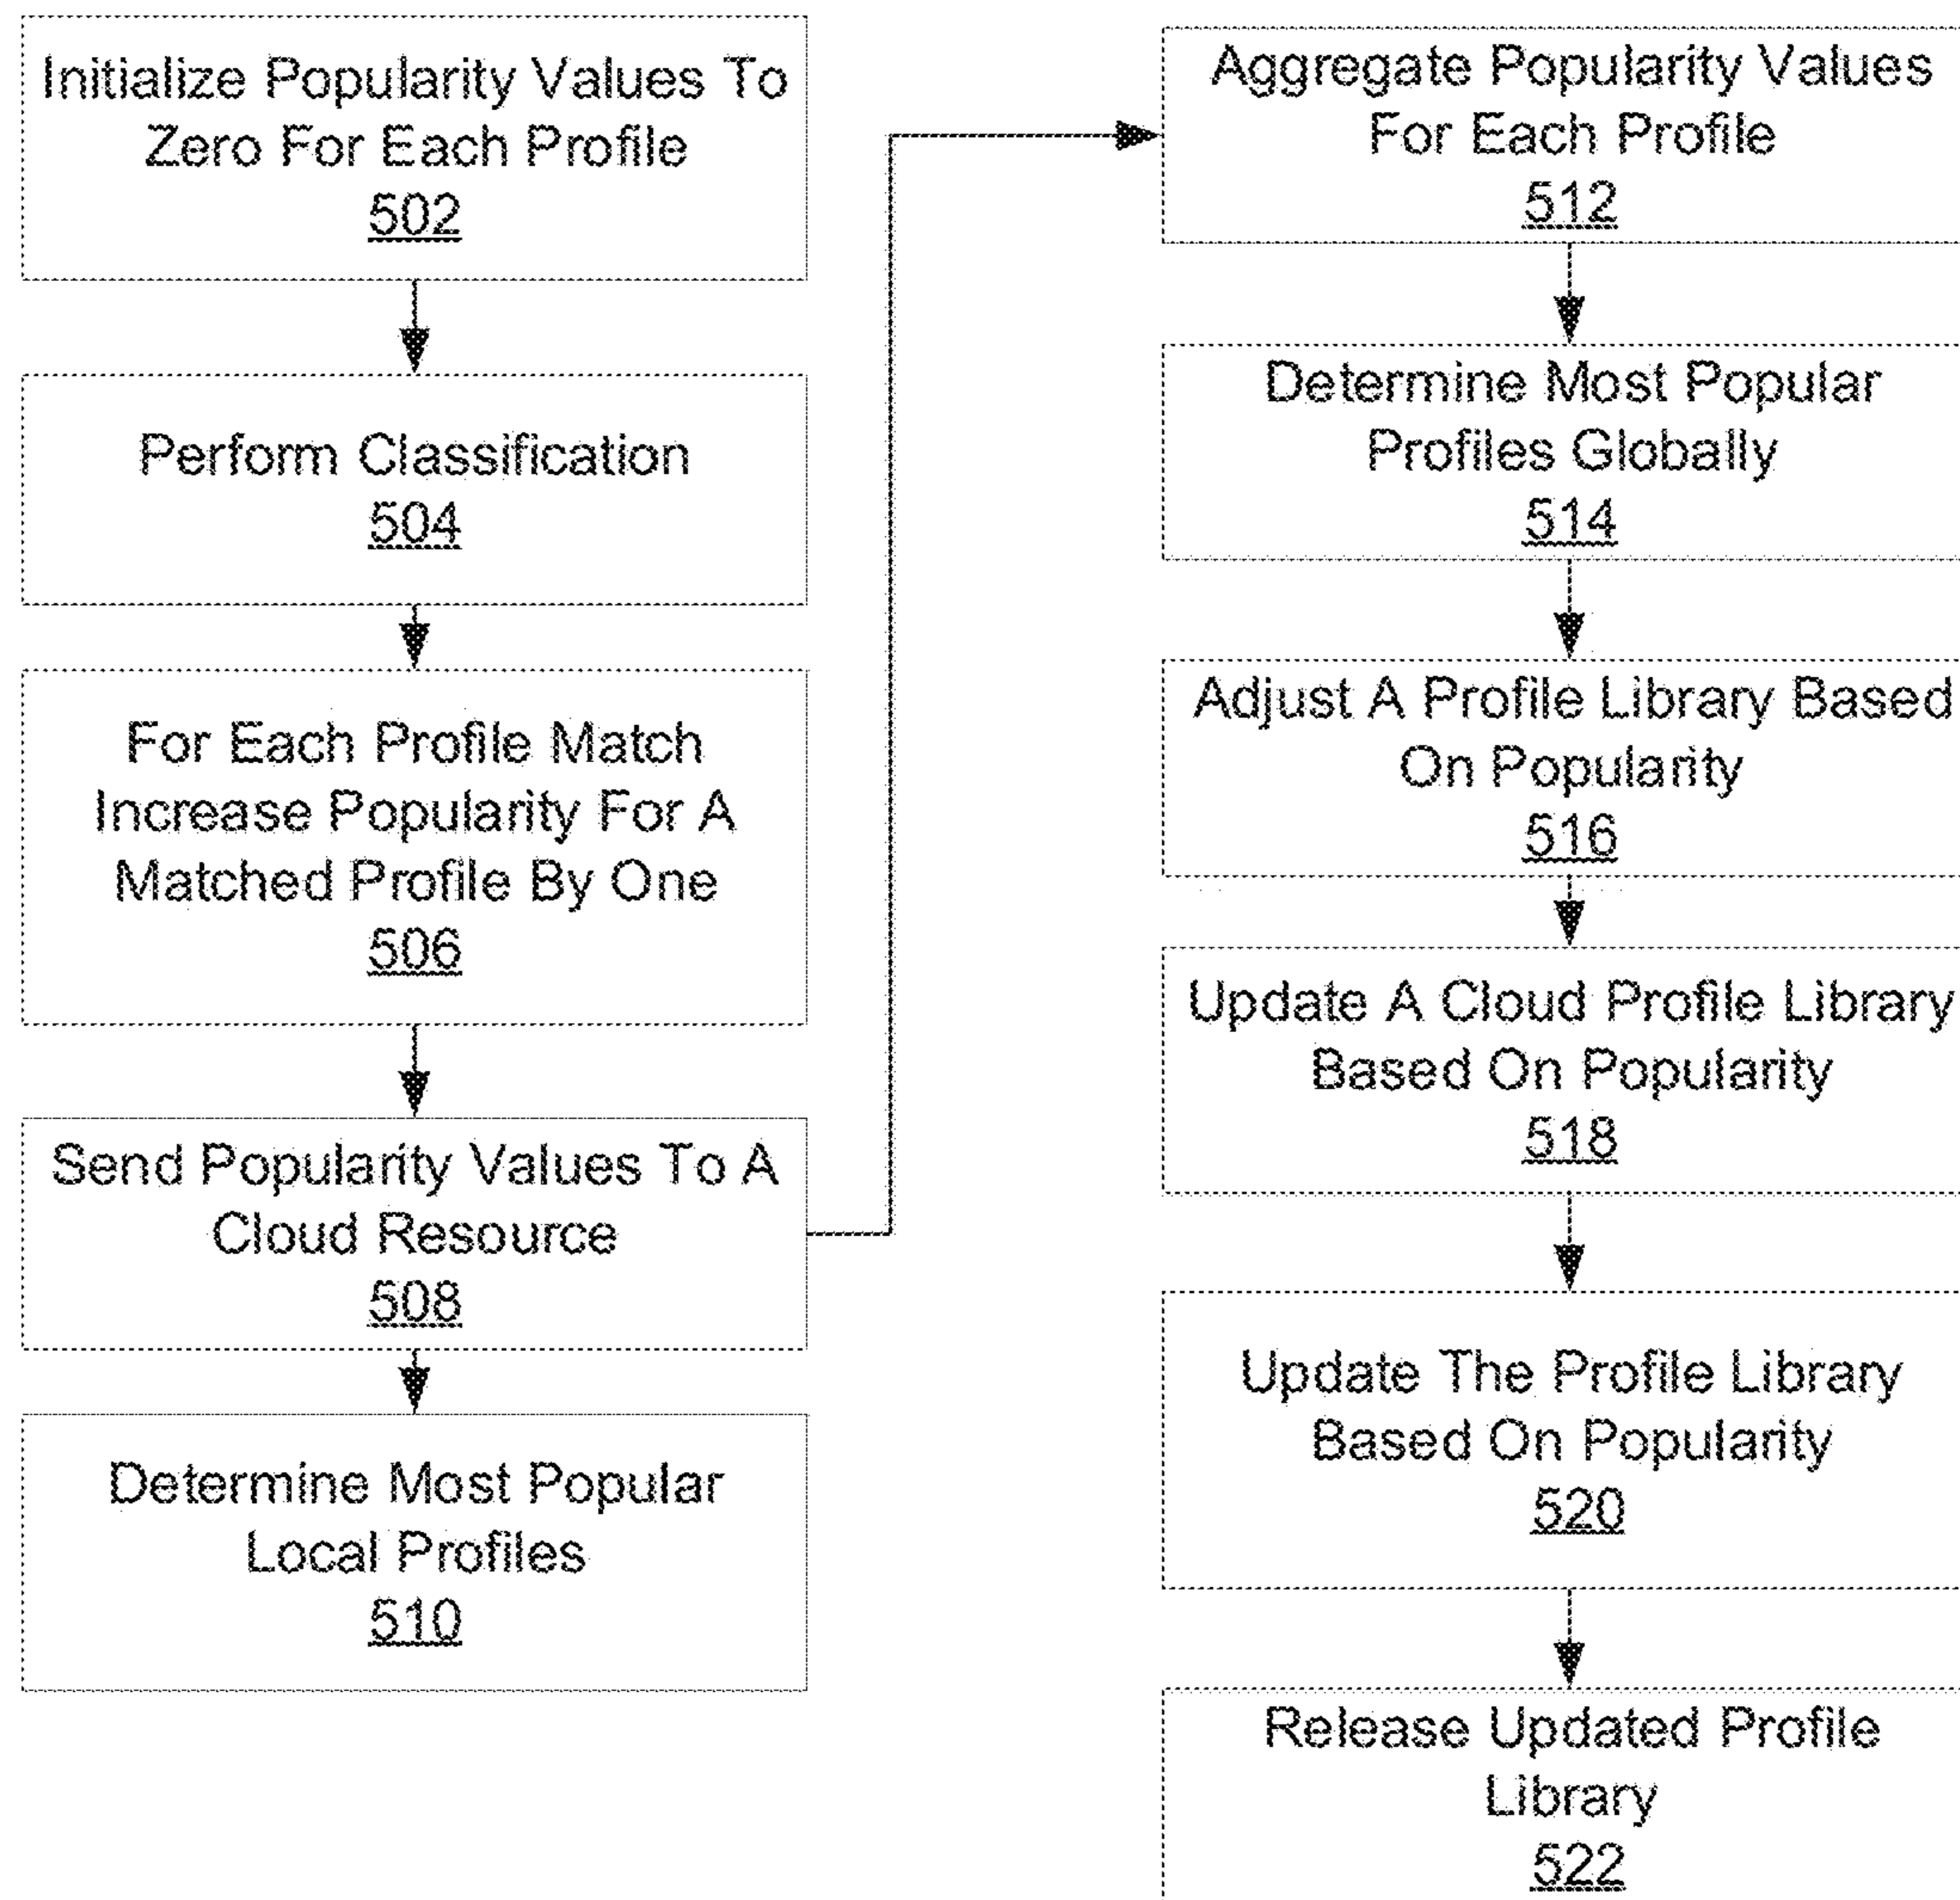 Initialize Popularity Values To
Zero For Each Profile
502
Perform Classification
504
For Each Profile Match
Increase Popularity For A
Matched Profile By One
506
Send Popularity Values To A
Cloud Resource
508
Determine Most Popular
Local Profiles
510
Aggregate Popularity Values
For Each Profile
512
Determine Most Popular
Profiles Globally
514
Adjust A Profile Library Based
On Popularity
516
Update A Cloud Profile Library
Based On Popularity
518
Update The Profile Library
Based On Popularity
520
Release Updated Profile
Library
522